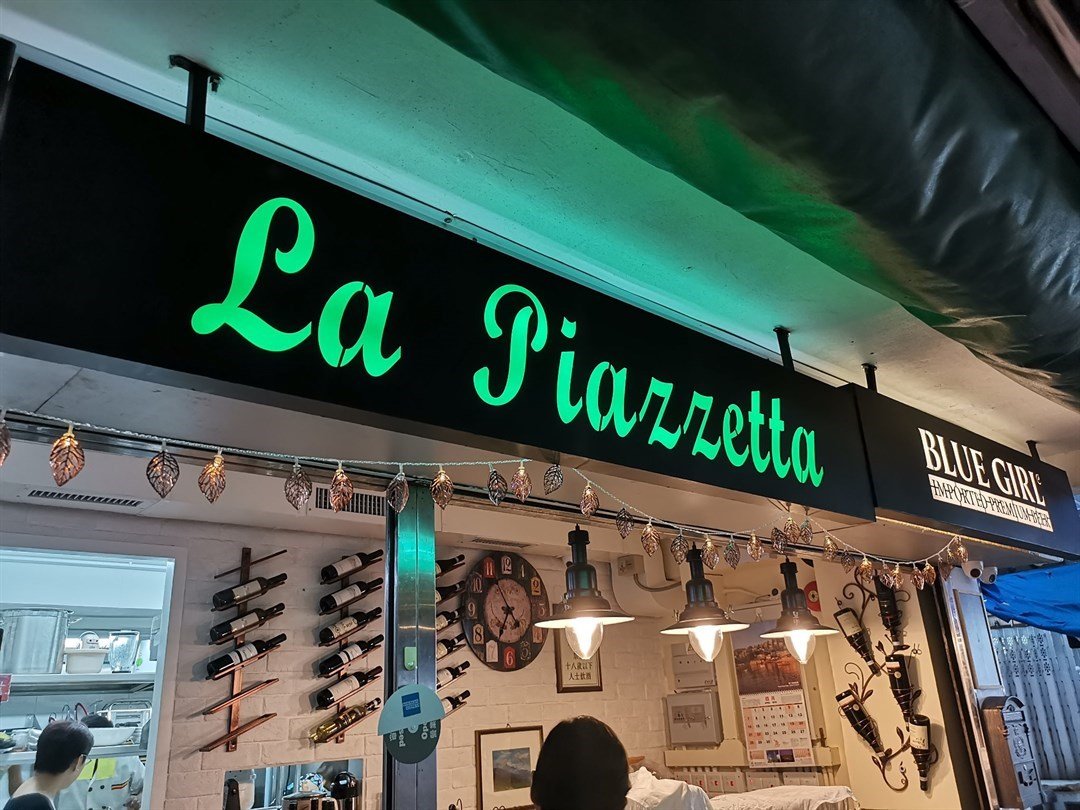 La Piazzetta
BLUE GIRL
IMPORTED PREMIUM BEER
十八歲以下
人士飲酒